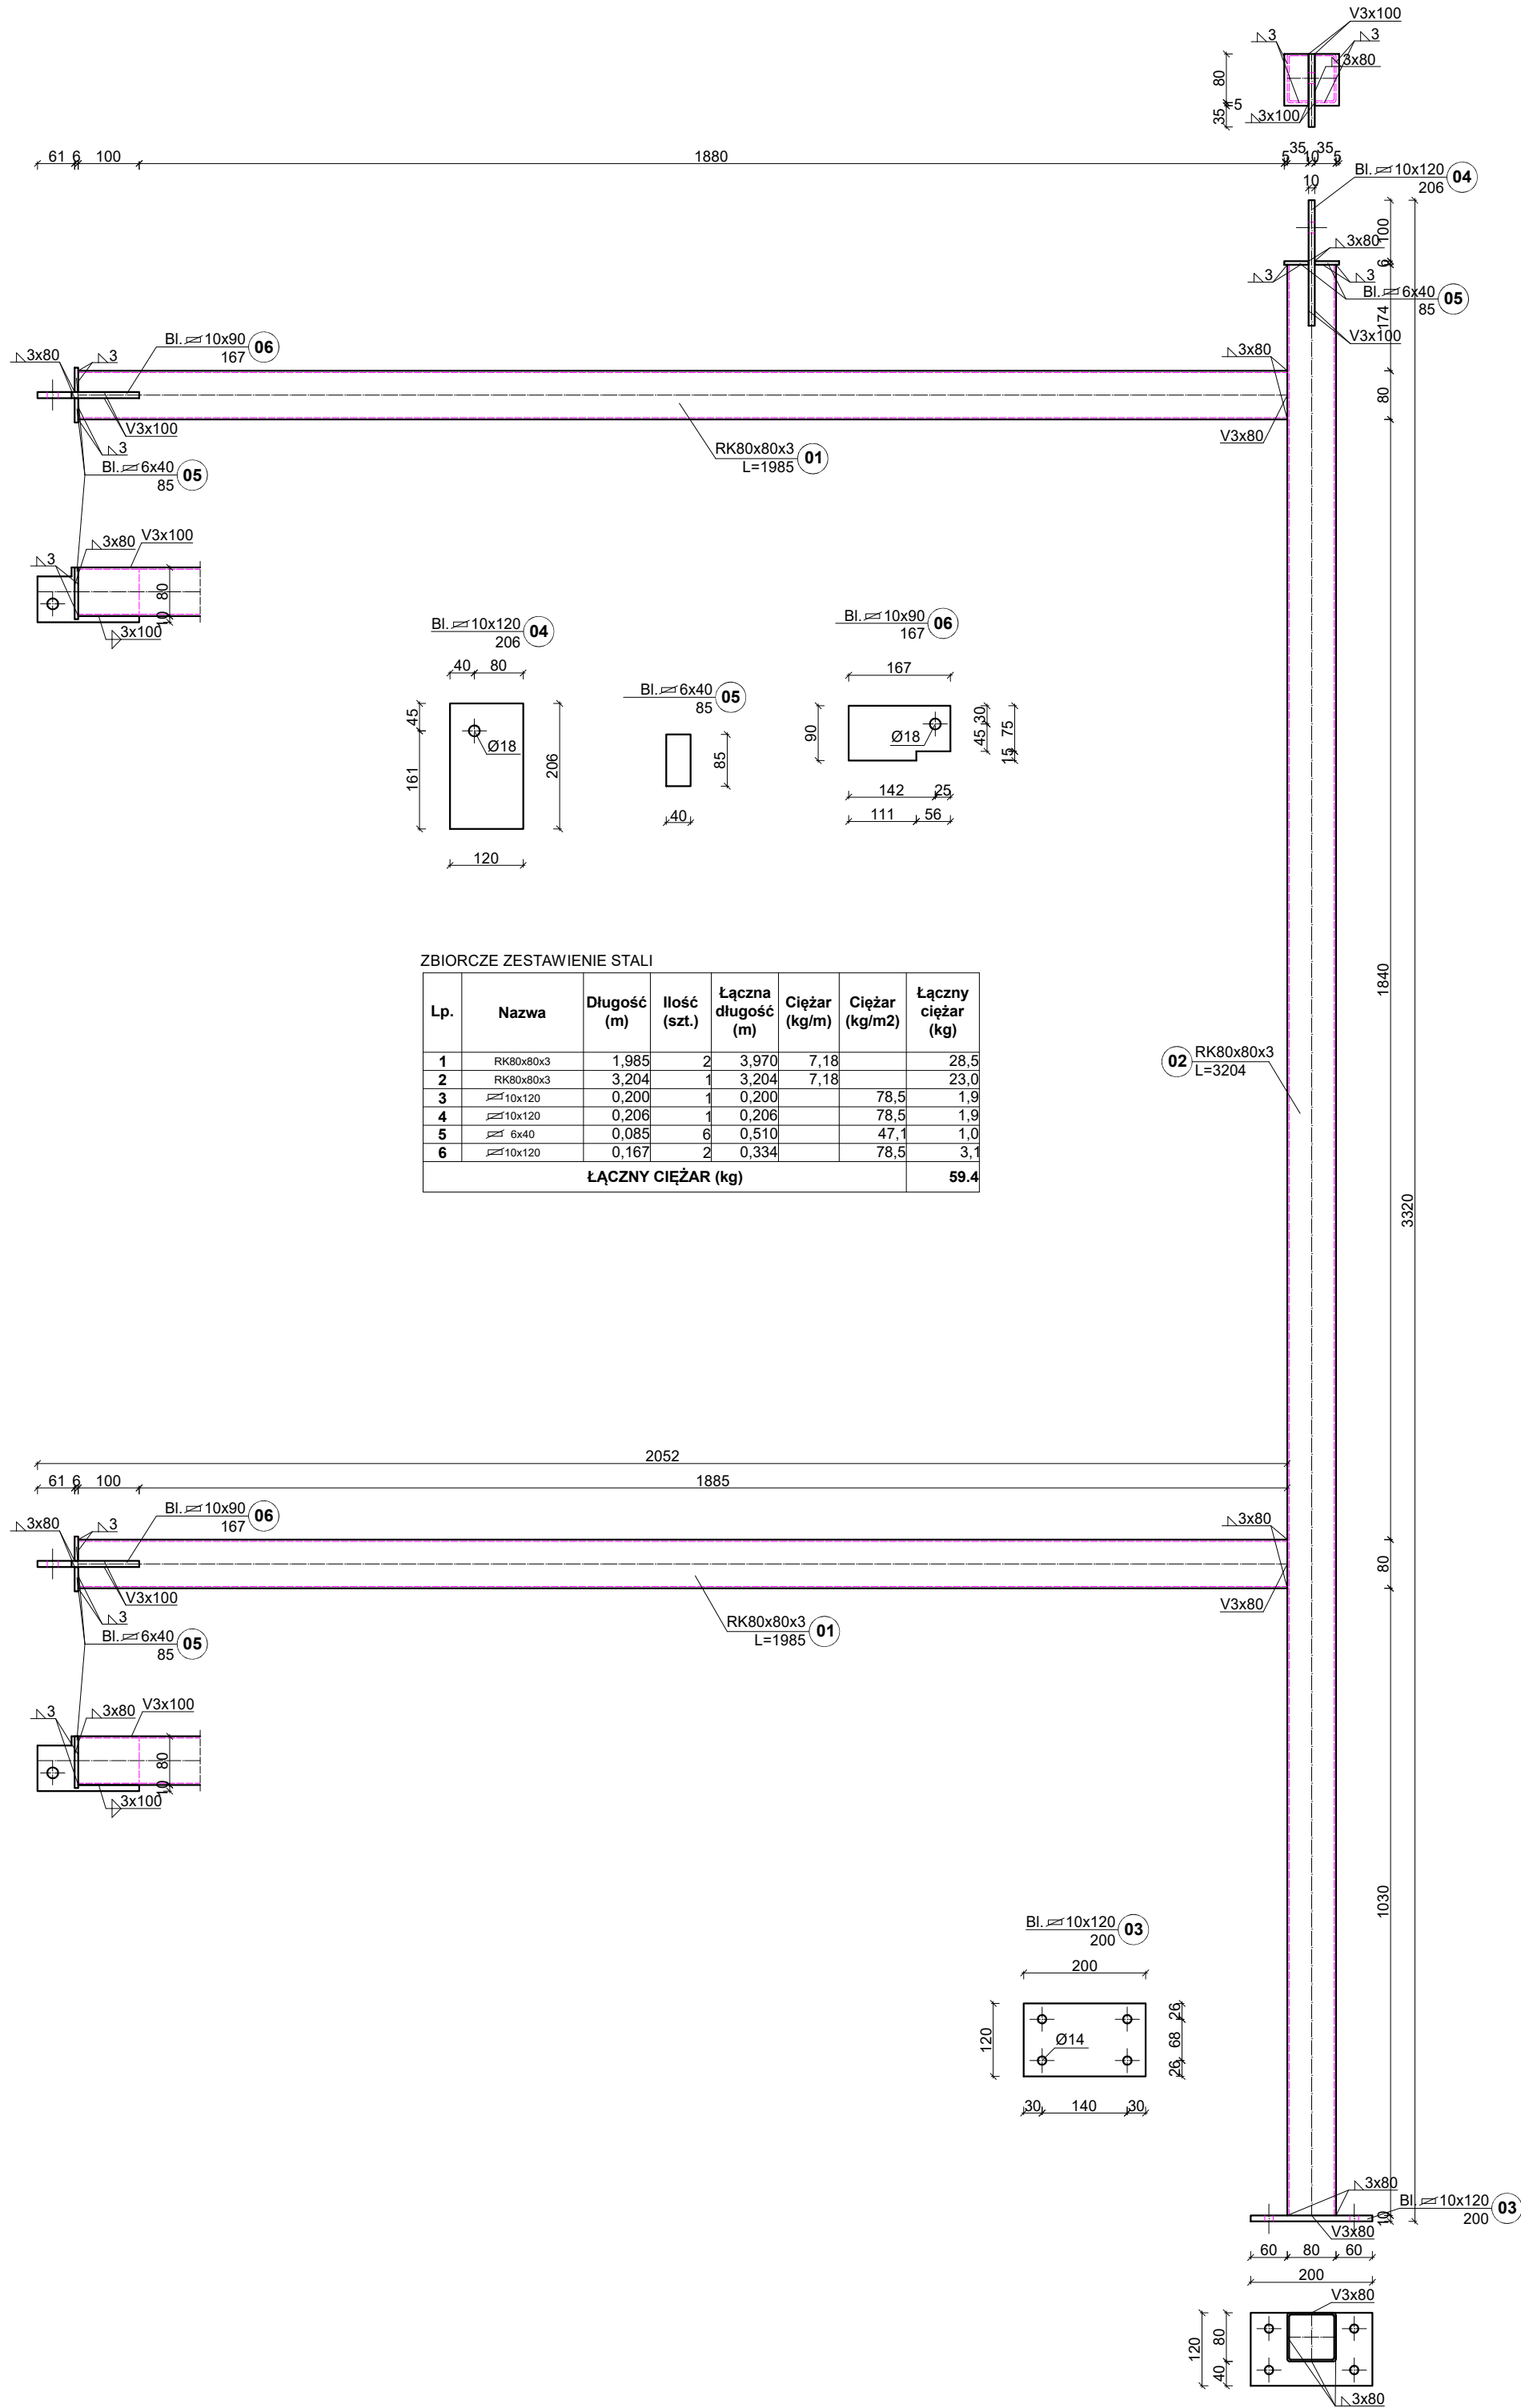 V3x100
3
3
3x80
80
5
35
3x100
61 6 100 1880 5 35 10 35 5
10
Bl. 10x120 04
206
100
3x80
6
3
3
Bl. 6x40 05
85
174
V3x100
Bl. 10x90 06
167
3x80
3
3x80
80
V3x100
V3x80
3
Bl. 6x40 05
85
RK80x80x3 01
L=1985
V3x100
3x80
3
80
10
3x100
Bl. 10x120 04
206
40 80
45
161
Ø18
206
120
Bl. 6x40 05
85
85
40
Bl. 10x90 06
167
167
90
Ø18
30
45
75
15
142 25
111 56
ZBIORCZE ZESTAWIENIE STALI
Lp. Nazwa Długość (m) Ilość (szt.) Łączna długość (m) Ciężar (kg/m) Ciężar (kg/m2) Łączny ciężar (kg)
1 RK80x80x3 1,985 2 3,970 7,18 28,5
2 RK80x80x3 3,204 1 3,204 7,18 23,0
3 10x120 0,200 1 0,200 78,5 1,9
4 10x120 0,206 1 0,206 78,5 1,9
5 6x40 0,085 6 0,510 47,1 1,0
6 10x120 0,167 2 0,334 78,5 3,1
ŁĄCZNY CIĘŻAR (kg) 59.4
1840
02 RK80x80x3
L=3204
3320
2052
61 6 100 1885
Bl. 10x90 06
167
3x80
3
3x80
80
V3x100
V3x80
3
Bl. 6x40 05
85
RK80x80x3 01
L=1985
V3x100
3x80
3
80
10
3x100
1030
Bl. 10x120 03
200
200
120
Ø14
26
68
26
30 140 30
3x80
Bl. 10x120 03
200
10
V3x80
60 80 60
200
V3x80
120
80
40
3x80